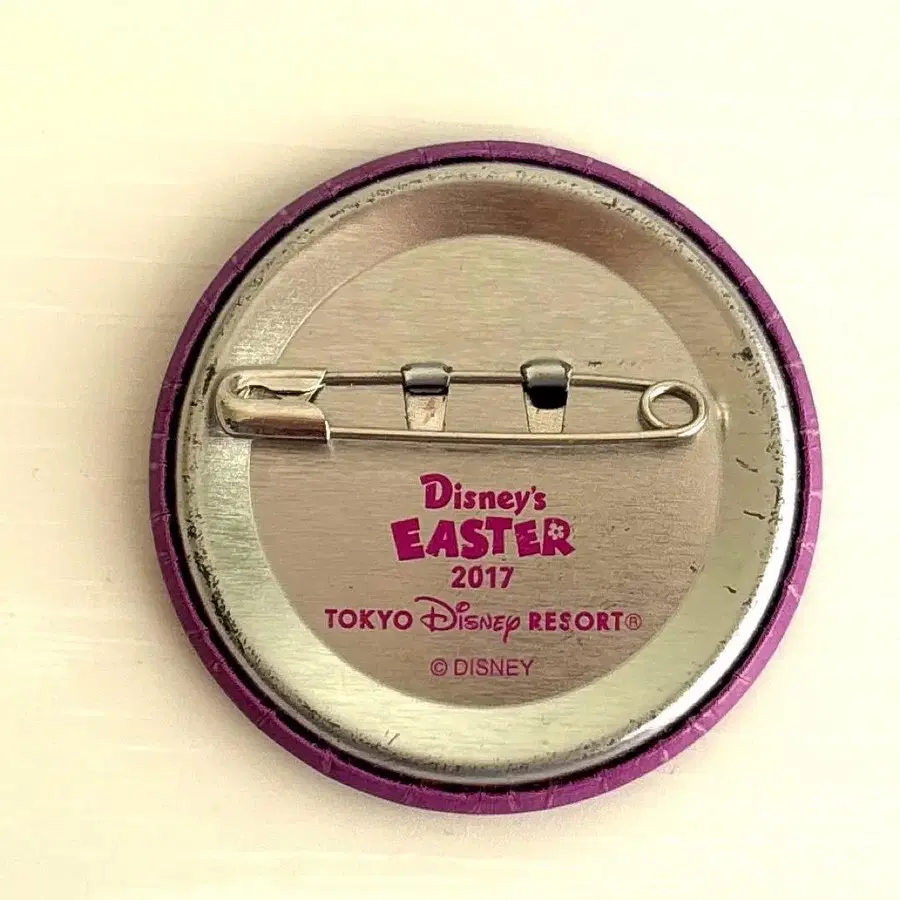 Disney's
EASTER
2017
TOKYO Disney RESORT®
© DISNEY